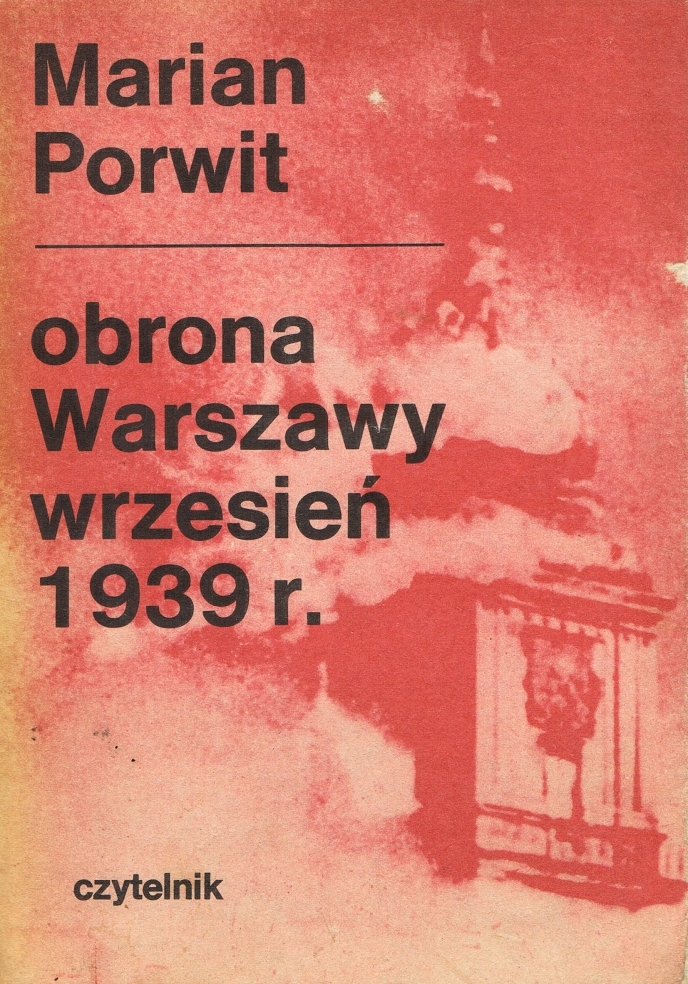 Marian
Porwit
obrona
Warszawy
wrzesień
1939 r.
czytelnik